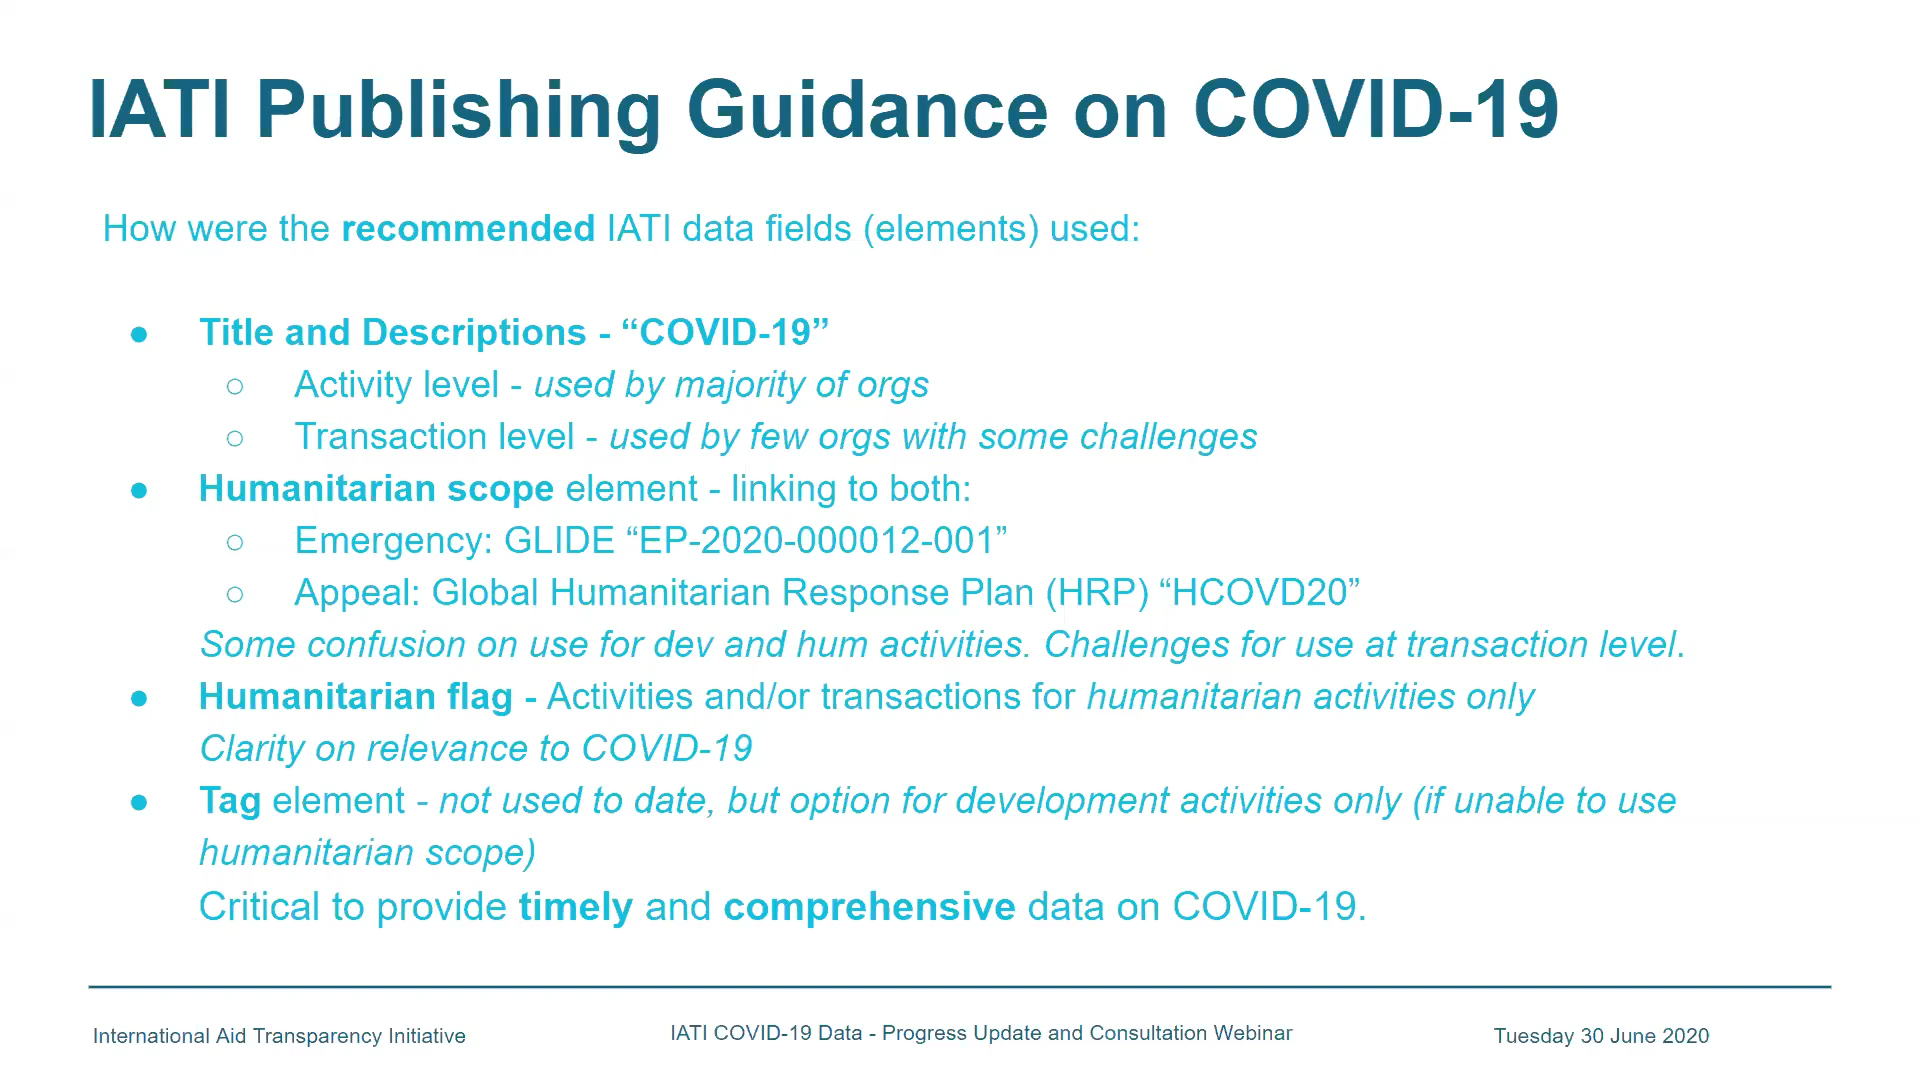 IATI Publishing Guidance on COVID-19
How were the recommended IATI data fields (elements) used:
● Title and Descriptions - “COVID-19”
○ Activity level - used by majority of orgs
○ Transaction level - used by few orgs with some challenges
● Humanitarian scope element - linking to both:
○ Emergency: GLIDE “EP-2020-000012-001”
○ Appeal: Global Humanitarian Response Plan (HRP) “HCOVD20”
Some confusion on use for dev and hum activities. Challenges for use at transaction level.
● Humanitarian flag - Activities and/or transactions for humanitarian activities only
Clarity on relevance to COVID-19
● Tag element - not used to date, but option for development activities only (if unable to use
humanitarian scope)
Critical to provide timely and comprehensive data on COVID-19.
International Aid Transparency Initiative
IATI COVID-19 Data - Progress Update and Consultation Webinar
Tuesday 30 June 2020